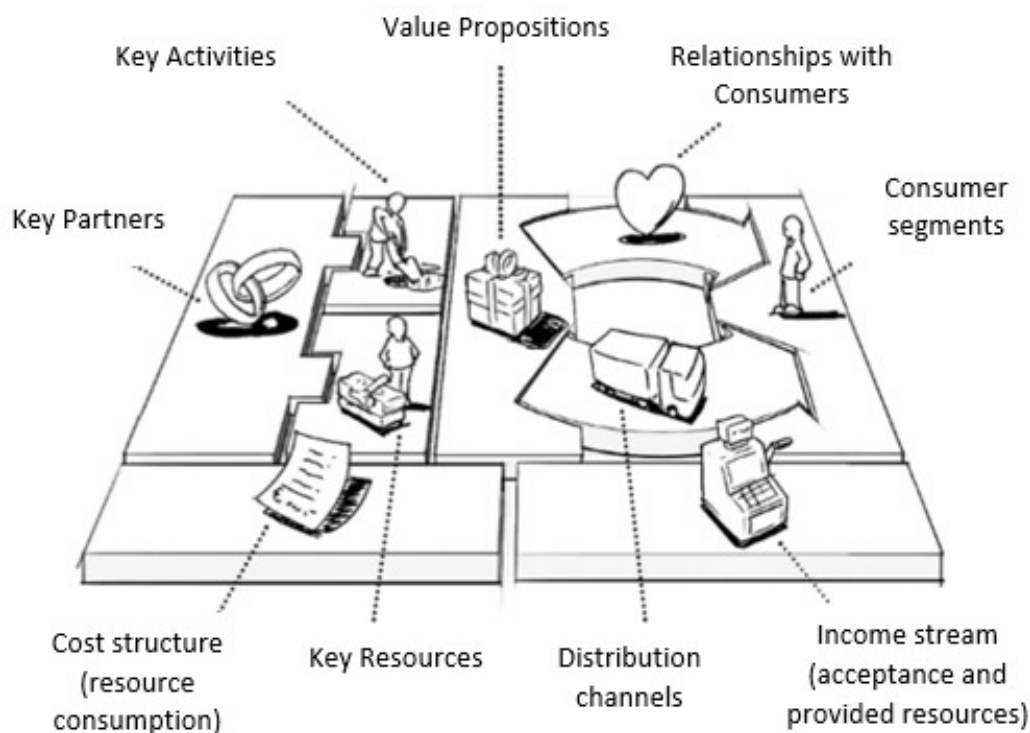 Value Propositions
Key Activities
Relationships with
Consumers
Consumer
segments
Key Partners
Cost structure
(resource
consumption)
Key Resources
Distribution
channels
Income stream
(acceptance and
provided resources)